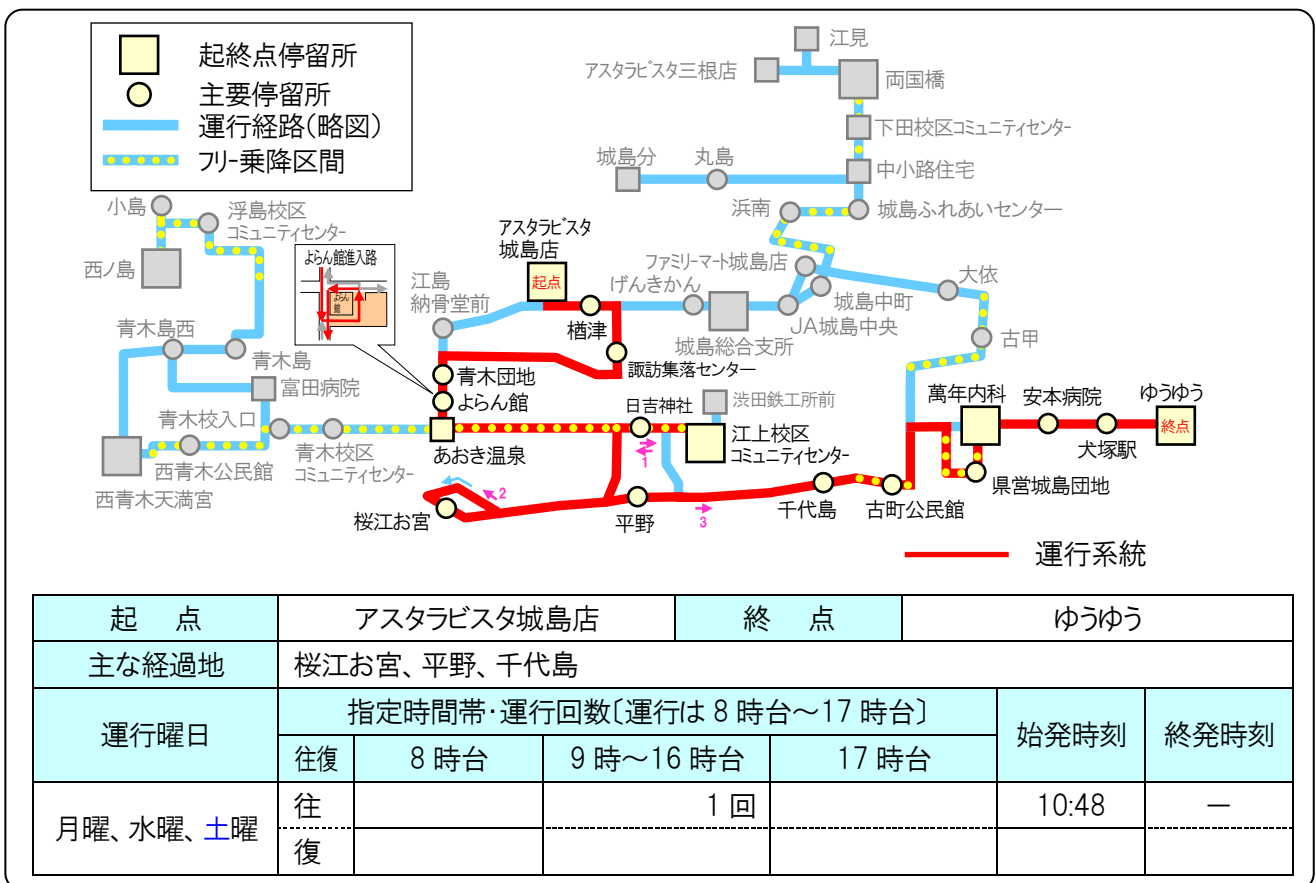 起終点停留所
主要停留所
運行経路(略図)
フリー乗降区間
江見
アスタラビスタ三根店
両国橋
下田校区コミュニティセンター
城島分
丸島
中小路住宅
小島
浮島校区
コミュニティセンター
浜南
城島ふれあいセンター
アスタラビスタ
城島店
起点
西ノ島
よらん館進入路
よらん
館
江島
納骨堂前
ファミリーマート城島店
げんきかん
大依
楢津
城島中町
JA城島中央
城島総合支所
古甲
青木島西
青木島
諏訪集落センター
富田病院
青木団地
よらん館
日吉神社
渋田鉄工所前
萬年内科
安本病院
ゆうゆう
終点
青木校入口
江上校区
コミュニティセンター
犬塚駅
あおき温泉
青木校区
コミュニティセンター
西青木公民館
西青木天満宮
1
県営城島団地
2
桜江お宮
平野
3
千代島
古町公民館
運行系統
起 点 アスタラビスタ城島店 終 点 ゆうゆう
主な経過地 桜江お宮、平野、千代島
運行曜日 指定時間帯・運行回数〔運行は 8 時台～17 時台〕 始発時刻 終発時刻
往復 8 時台 9 時～16 時台 17 時台
月曜、水曜、土曜 往 1 回 10:48 ―
復